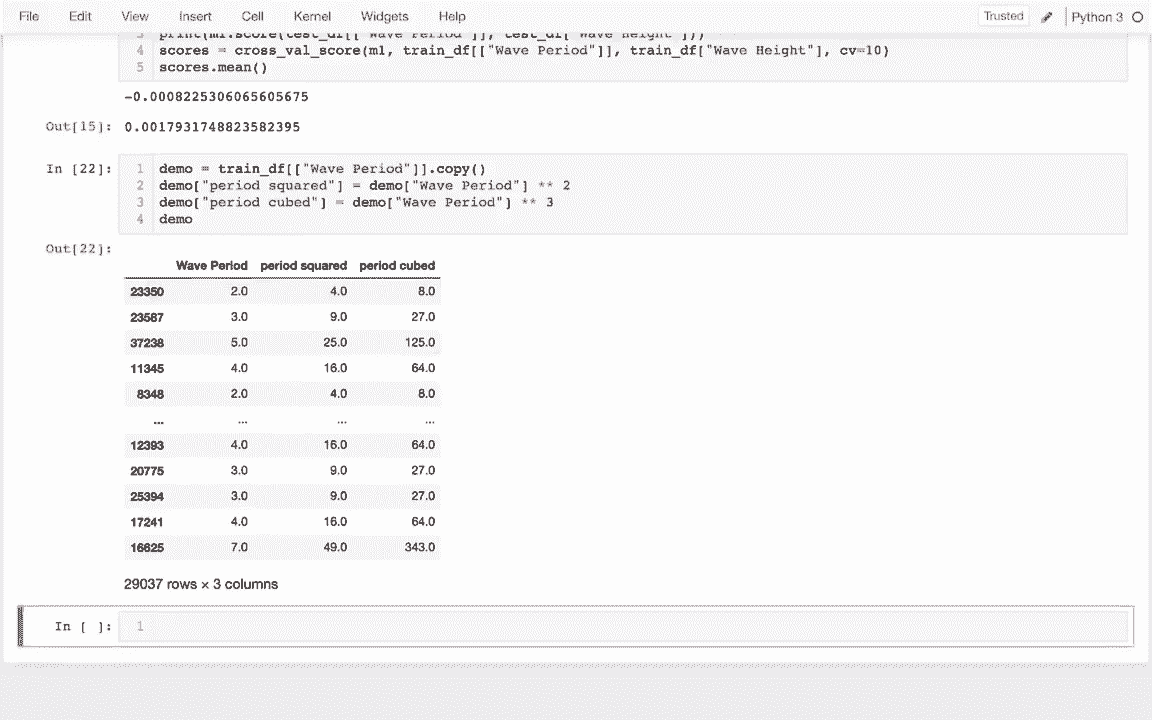 File Edit View Insert Cell Kernel Widgets Help Trusted Python 3
3 print(m1.score(test_df[["Wave Period"]], test_df["Wave Height"]))
4 scores = cross_val_score(m1, train_df[["Wave Period"]], train_df["Wave Height"], cv=10)
5 scores.mean()
-0.0008225306065605675
Out[15]: 0.0017931748823582395
In [22]: 1 demo = train_df[["Wave Period"]].copy()
2 demo["period squared"] = demo["Wave Period"] ** 2
3 demo["period cubed"] = demo["Wave Period"] ** 3
4 demo
Out[22]:
Wave Period period squared period cubed
23350 2.0 4.0 8.0
23587 3.0 9.0 27.0
37238 5.0 25.0 125.0
11345 4.0 16.0 64.0
8348 2.0 4.0 8.0
... ... ... ...
12393 4.0 16.0 64.0
20775 3.0 9.0 27.0
25394 3.0 9.0 27.0
17241 4.0 16.0 64.0
16625 7.0 49.0 343.0
29037 rows × 3 columns
In [ ]: 1